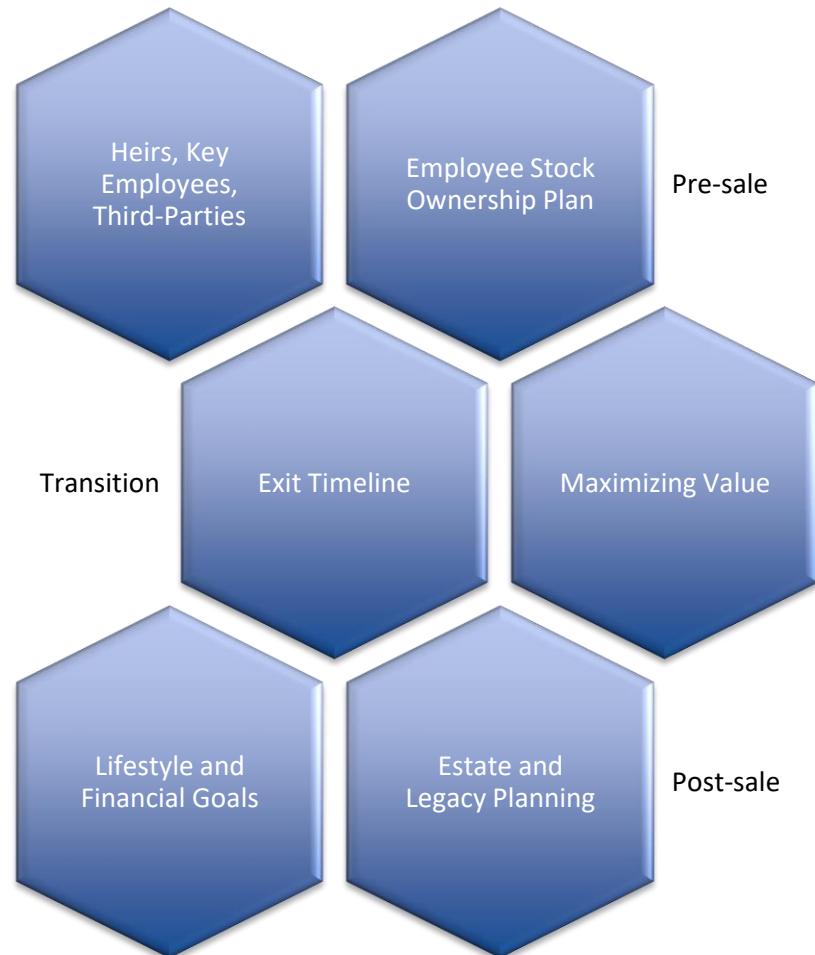 Heirs, Key
Employees,
Third-Parties
Employee Stock
Ownership Plan
Pre-sale
Transition
Exit Timeline
Maximizing Value
Lifestyle and
Financial Goals
Estate and
Legacy Planning
Post-sale